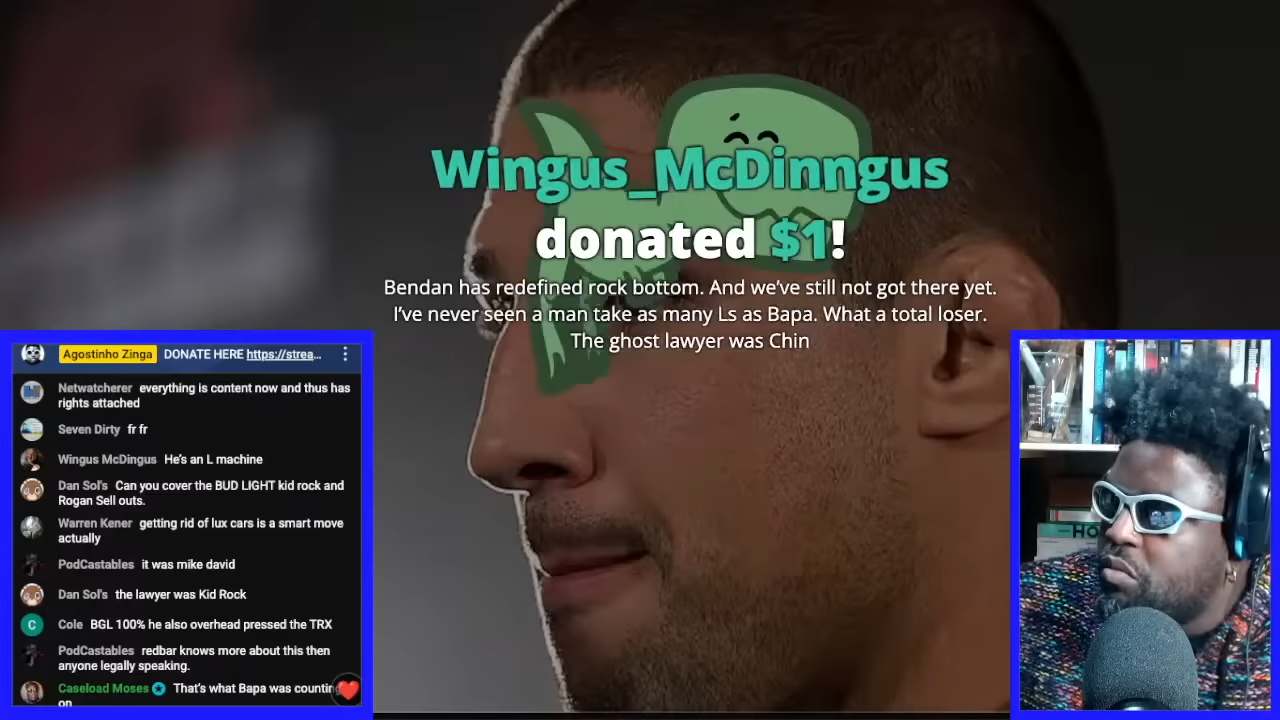 Wingus_McDinngus
donated $1!
Bendan has redefined rock bottom. And we've still not got there yet.
I've never seen a man take as many Ls as Bapa. What a total loser.
The ghost lawyer was Chin
Agostinho Zinga DONATE HERE https://strea...
Netwatcherer everything is content now and thus has
rights attached
Seven Dirty fr fr
Wingus McDingus He's an L machine
Dan Sol's Can you cover the BUD LIGHT kid rock and
Rogan Sell outs.
Warren Kener getting rid of lux cars is a smart move
actually
PodCastables it was mike david
Dan Sol's the lawyer was Kid Rock
C Cole BGL 100% he also overhead pressed the TRX
PodCastables redbar knows more about this then
anyone legally speaking.
Caseload Moses That's what Bapa was countin
on
HO